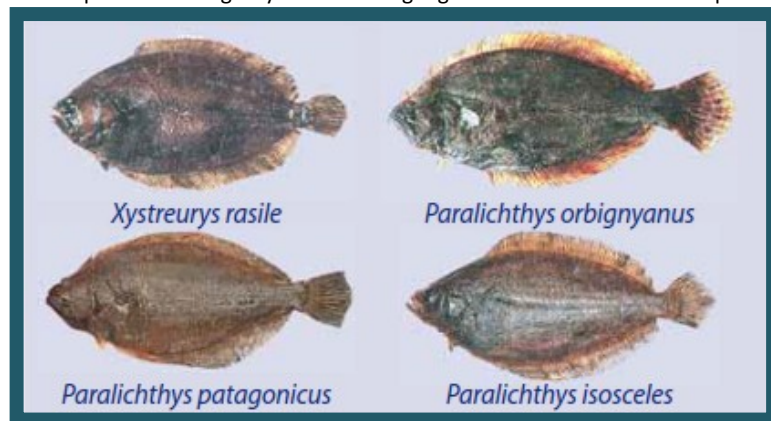 Xystreurys rasile
Paralichthys orbignyanus
Paralichthys patagonicus
Paralichthys isosceles